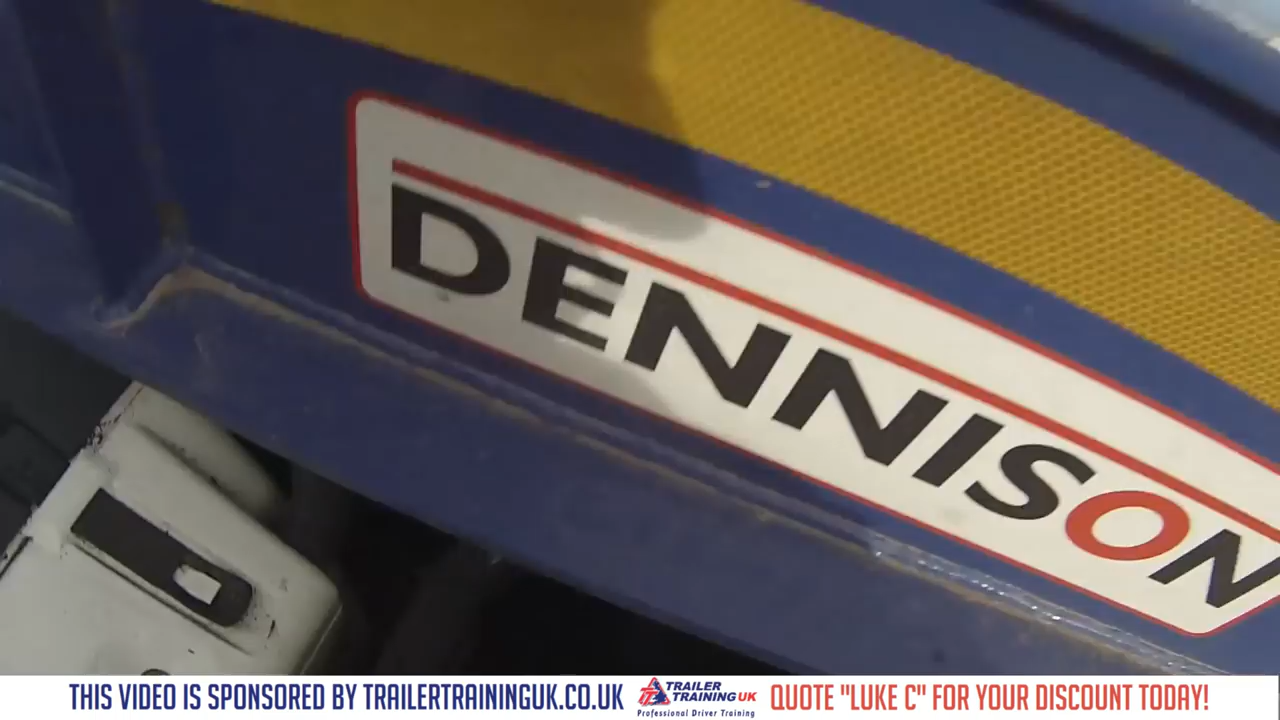 DENNISON
THIS VIDEO IS SPONSORED BY TRAILERTRAININGUK.CO.UK
TRAILER
TRAINING UK
Professional Driver Training
QUOTE "LUKE C" FOR YOUR DISCOUNT TODAY!